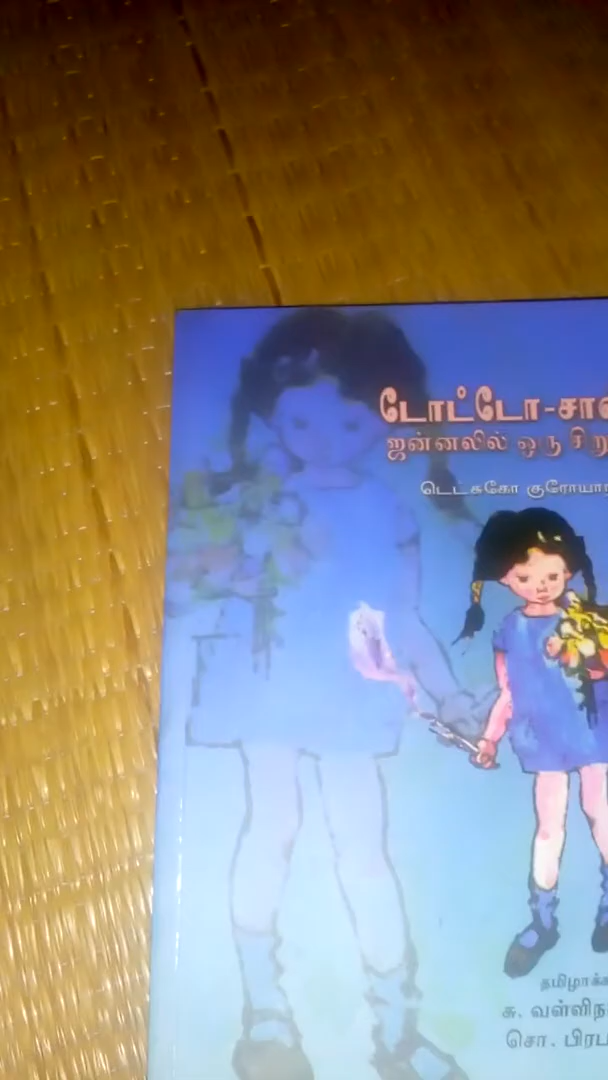 டோட்டோ-சான
ஜன்னலில் ஒரு சிறு
டெட்சுகோ குரோயா
தமிழாக்க
சு. வள்ளிந
சொ. பிரப